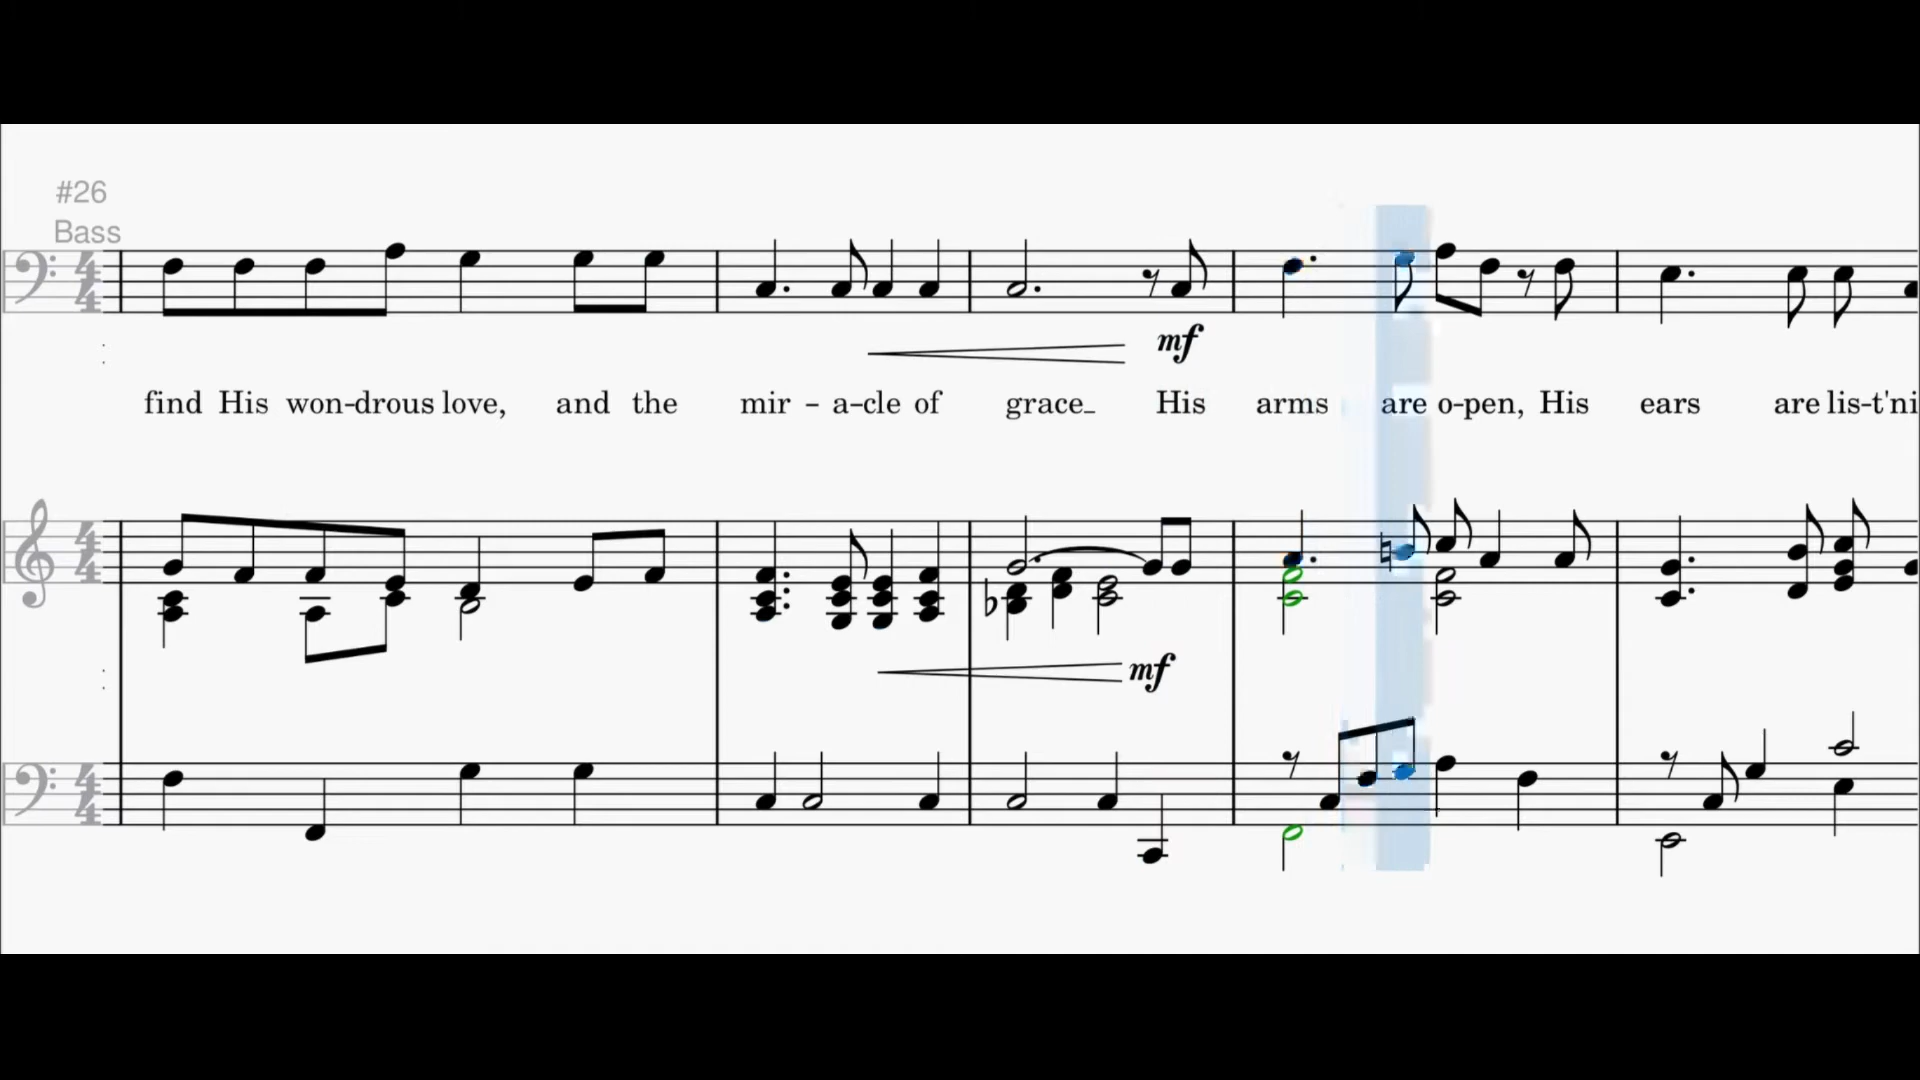 #26
Bass
mf
find His won-drous love, and the mir - a-cle of grace_ His arms are o-pen, His ears are lis-t'ni
mf